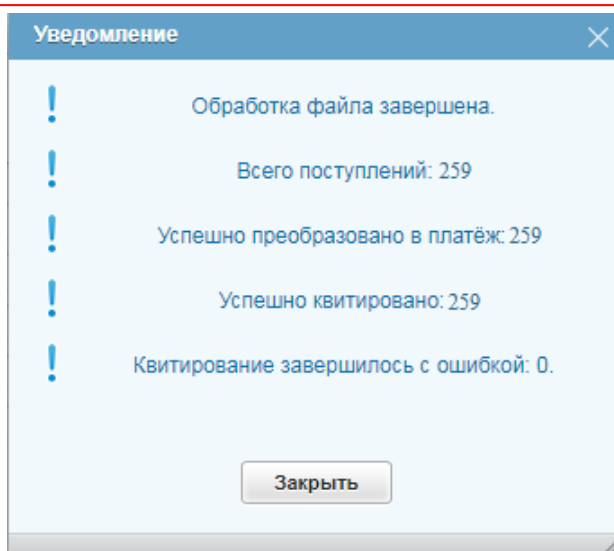 Уведомление
Обработка файла завершена.
Всего поступлений: 259
Успешно преобразовано в платёж: 259
Успешно квитировано: 259
Квитирование завершилось с ошибкой: 0.
Закрыть